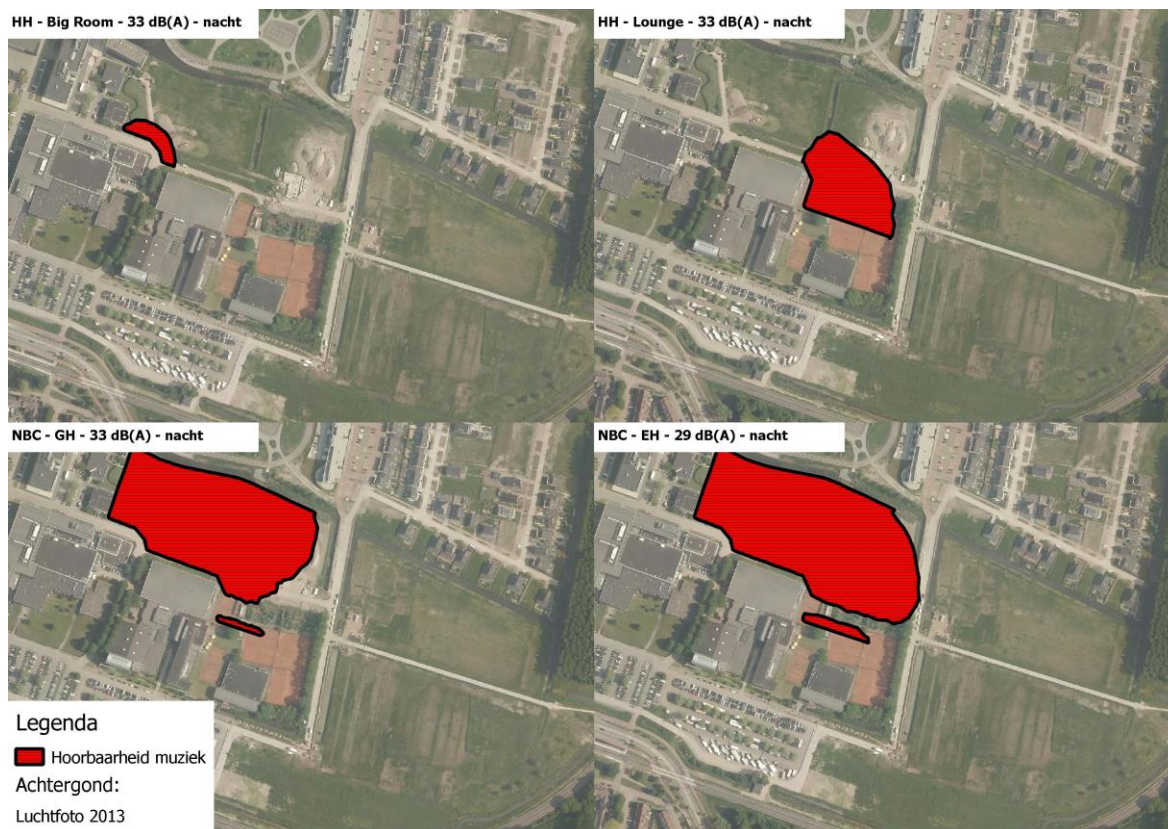 HH - Big Room - 33 dB(A) - nacht
HH - Lounge - 33 dB(A) - nacht
NBC - GH - 33 dB(A) - nacht
NBC - EH - 29 dB(A) - nacht
Legenda
Hoorbaarheid muziek
Achtergond:
Luchtfoto 2013